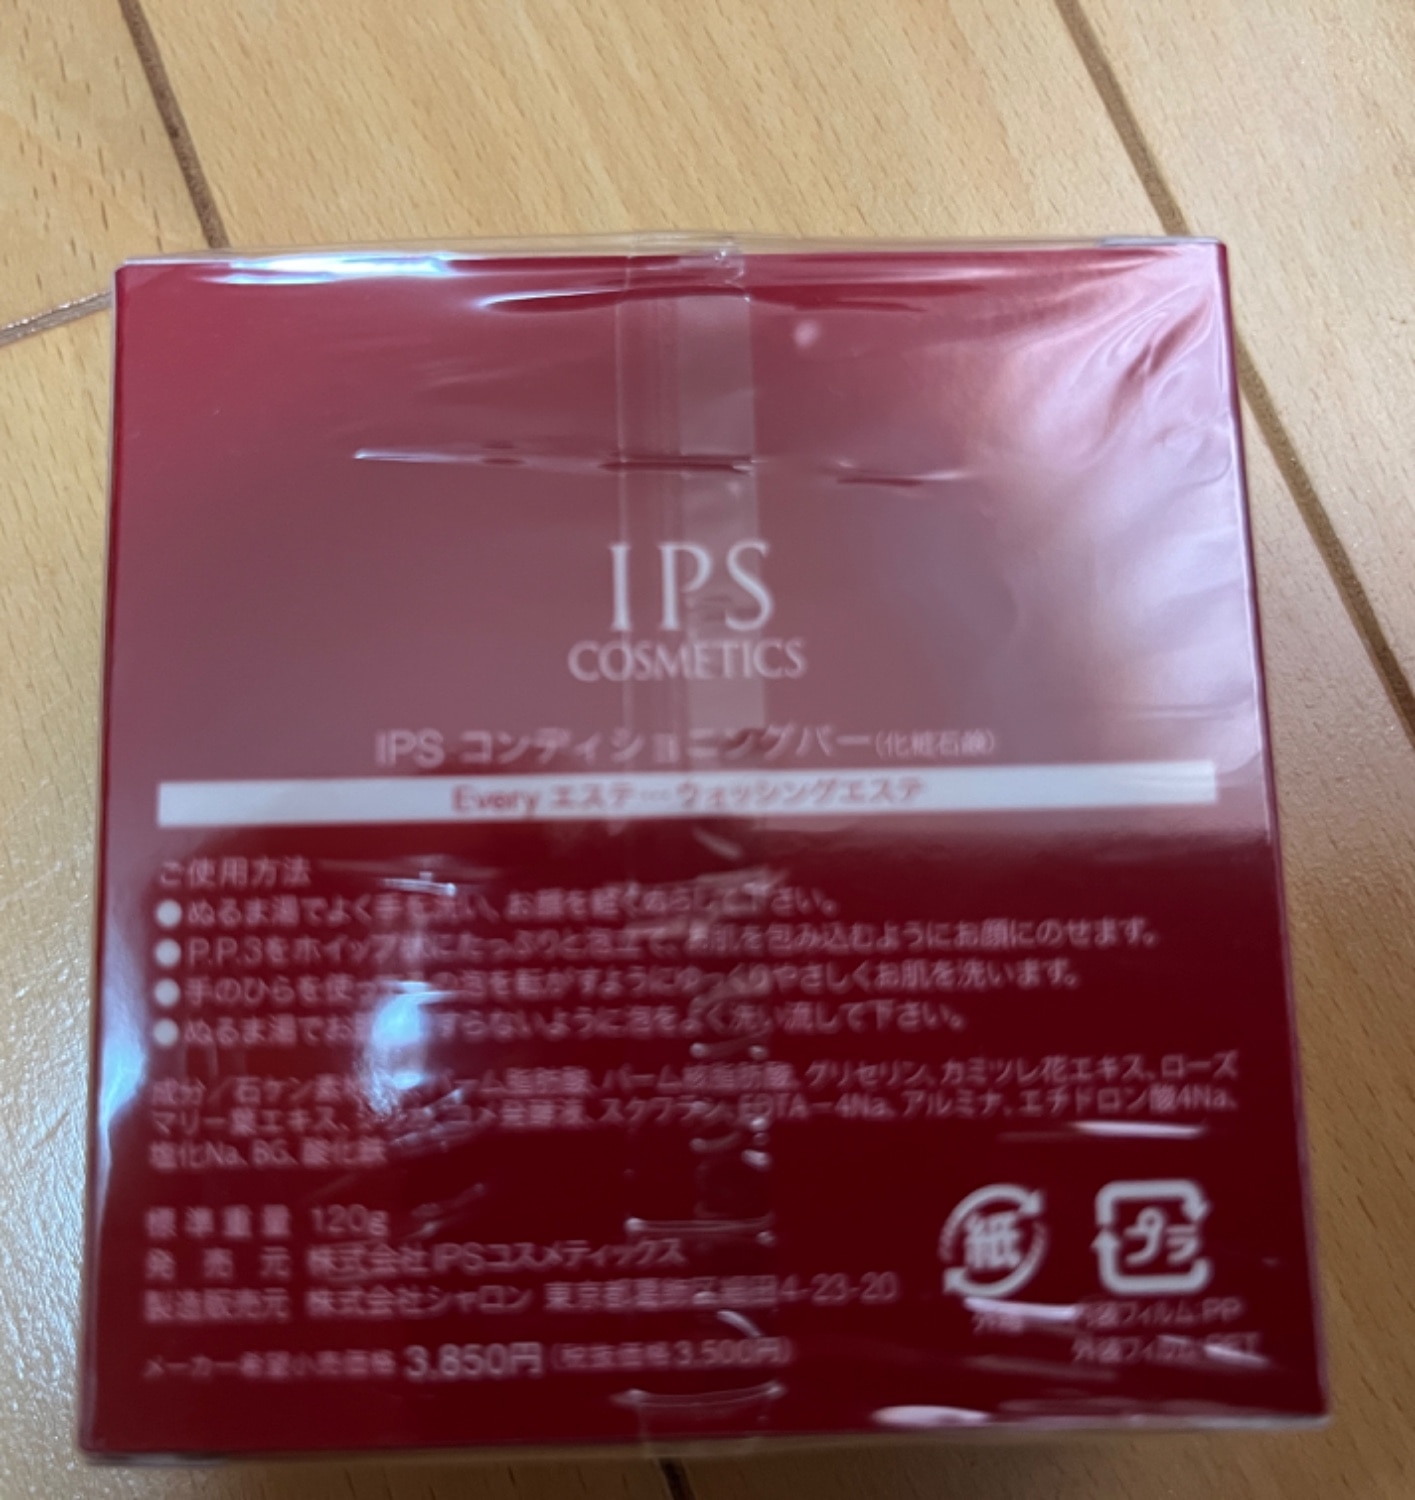 IPS
COSMETICS
IPS コンディショニングバー(化粧石鹸)
Every エステ…ウォッシングエステ
ご使用方法
●ぬるま湯でよく手を洗い、お顔を軽くぬらして下さい。
●P.P.3をホイップ状にたっぷりと泡立て、お肌を包み込むようにお顔にのせます。
●手のひらを使 泡を転がすようにゆっくりやさしくお肌を洗います。
●ぬるま湯でお すらないように泡をよく洗い流して下さい。
成分/石ケン素地、 パーム脂肪酸、パーム核脂肪酸、グリセリン、カミツレ花エキス、ローズ
マリー葉エキス、 コメ発酵液、スクワラン、EDTA－4Na、アルミナ、エチドロン酸4Na、
塩化Na、BG、酸化鉄
標準重量 120g
発売元 株式会社IPSコスメティックス
製造販売元 株式会社シャロン 東京都葛飾区細田4-23-20
メーカー希望小売価格 3,850円(税抜価格3,500円)
紙
プラ
フィルム:PP
外装フィルム:PET